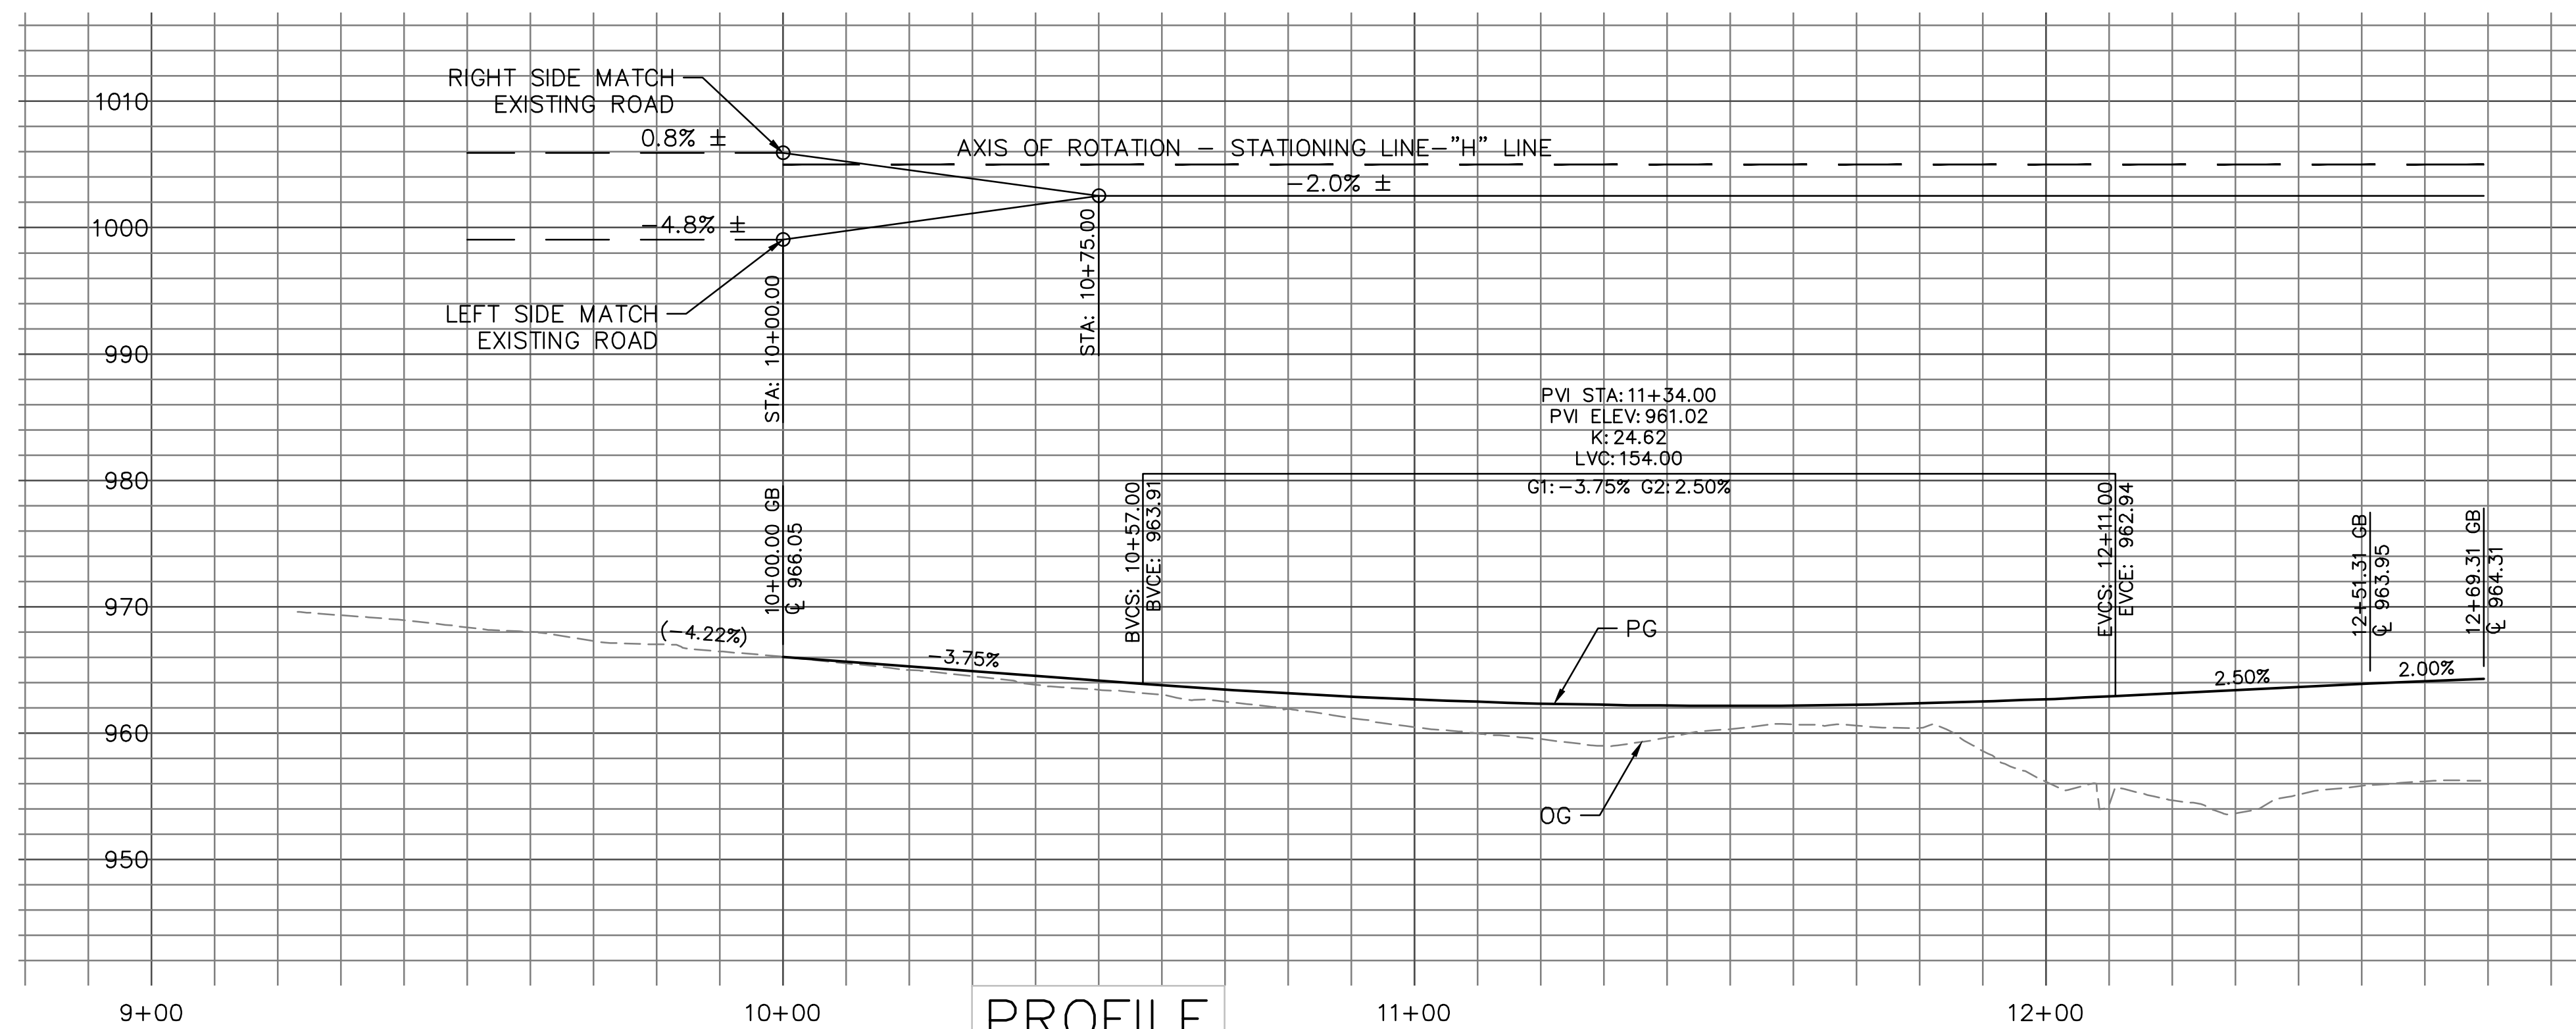 RIGHT SIDE MATCH
EXISTING ROAD
1010
0.8% ±
AXIS OF ROTATION – STATIONING LINE–"H" LINE
−2.0% ±
1000
−4.8% ±
STA: 10+75.00
LEFT SIDE MATCH
EXISTING ROAD
STA: 10+00.00
990
PVI STA:11+34.00
PVI ELEV:961.02
K:24.62
LVC:154.00
G1:−3.75% G2:2.50%
980
10+00.00 GB
℄ 966.05
BVCS: 10+57.00
BVCE: 963.91
EVCS: 12+11.00
EVCE: 962.94
12+51.31 GB
℄ 963.95
12+69.31 GB
℄ 964.31
970
(−4.22%)
−3.75%
PG
2.50%
2.00%
960
OG
950
9+00
10+00
11+00
12+00
PROFILE